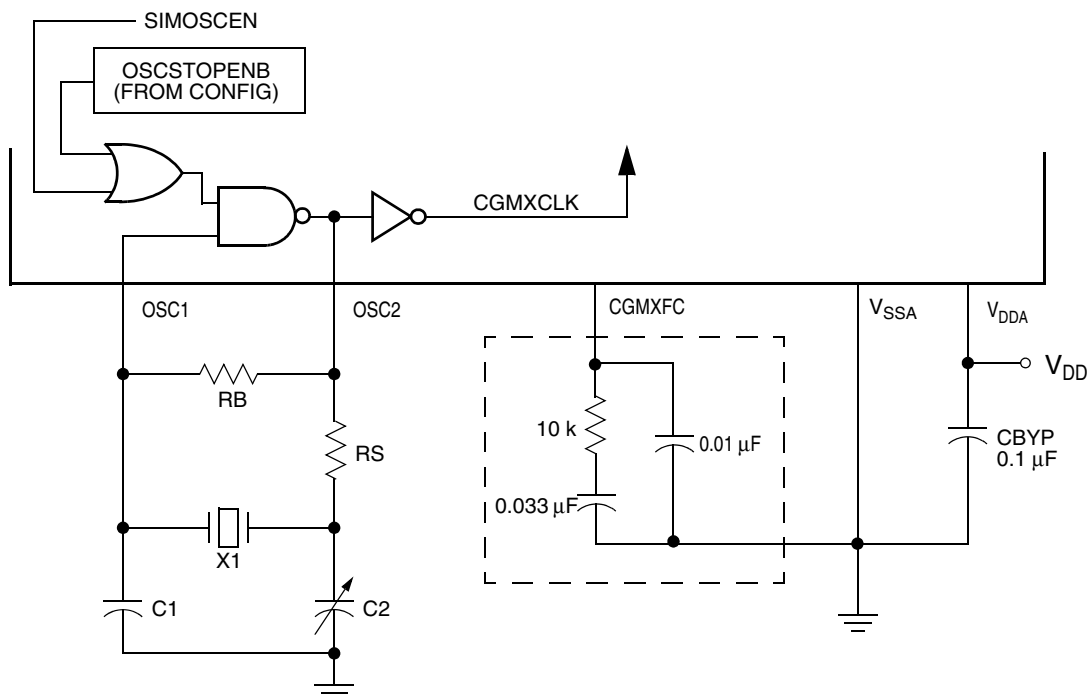 SIMOSCEN
OSCSTOPENB
(FROM CONFIG)
CGMXCLK
OSC1
OSC2
CGMXFC
VSSA
VDDA
VDD
RB
10 k
0.01 μF
CBYP
0.1 μF
RS
0.033 μF
X1
C1
C2